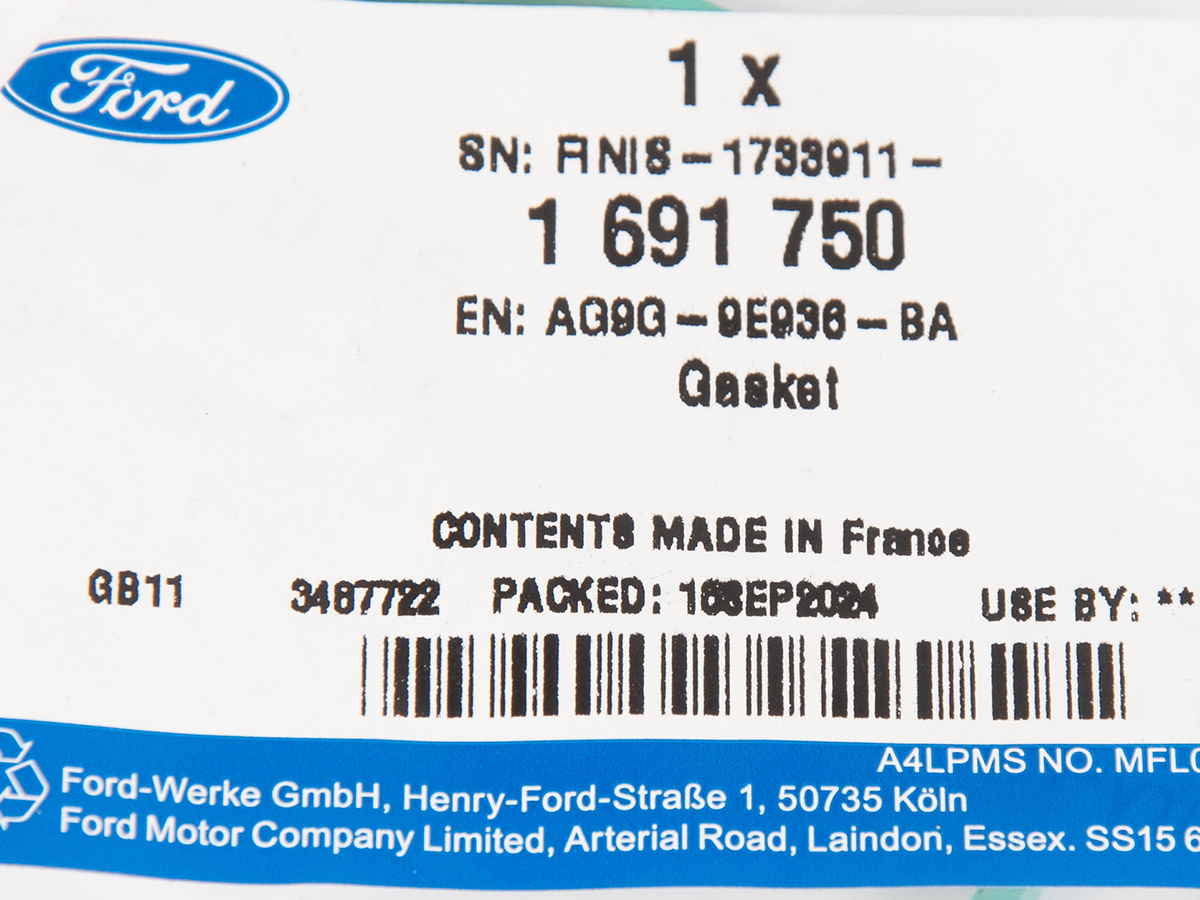 Ford
1 x
SN: FINIS-1733911-
1 691 750
EN: AG9G-9E936-BA
Gasket
CONTENTS MADE IN France
GB11 3487722 PACKED: 16SEP2024 USE BY: **
A4LPMS NO. MFL0
Ford-Werke GmbH, Henry-Ford-Straße 1, 50735 Köln
Ford Motor Company Limited, Arterial Road, Laindon, Essex. SS15 6